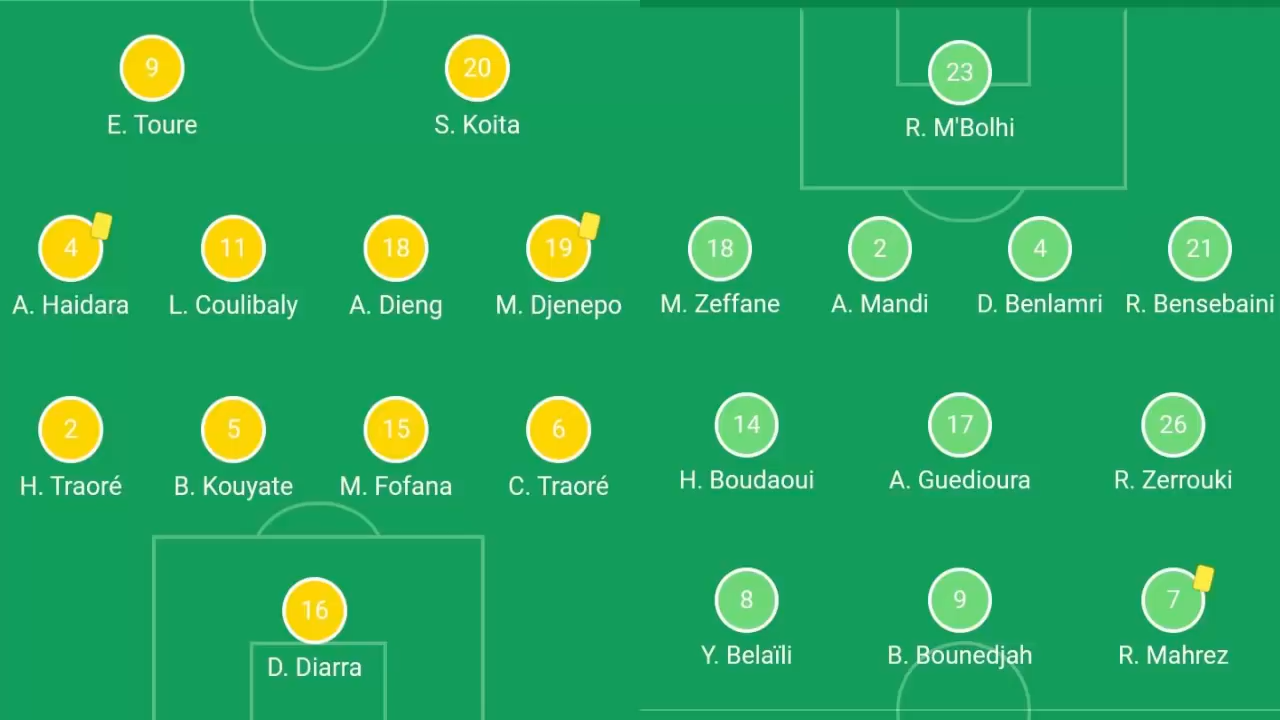 9
E. Toure
20
S. Koita
4
A. Haidara
11
L. Coulibaly
18
A. Dieng
19
M. Djenepo
2
H. Traoré
5
B. Kouyate
15
M. Fofana
6
C. Traoré
16
D. Diarra
23
R. M'Bolhi
18
M. Zeffane
2
A. Mandi
4
D. Benlamri
21
R. Bensebaini
14
H. Boudaoui
17
A. Guedioura
26
R. Zerrouki
8
Y. Belaïli
9
B. Bounedjah
7
R. Mahrez